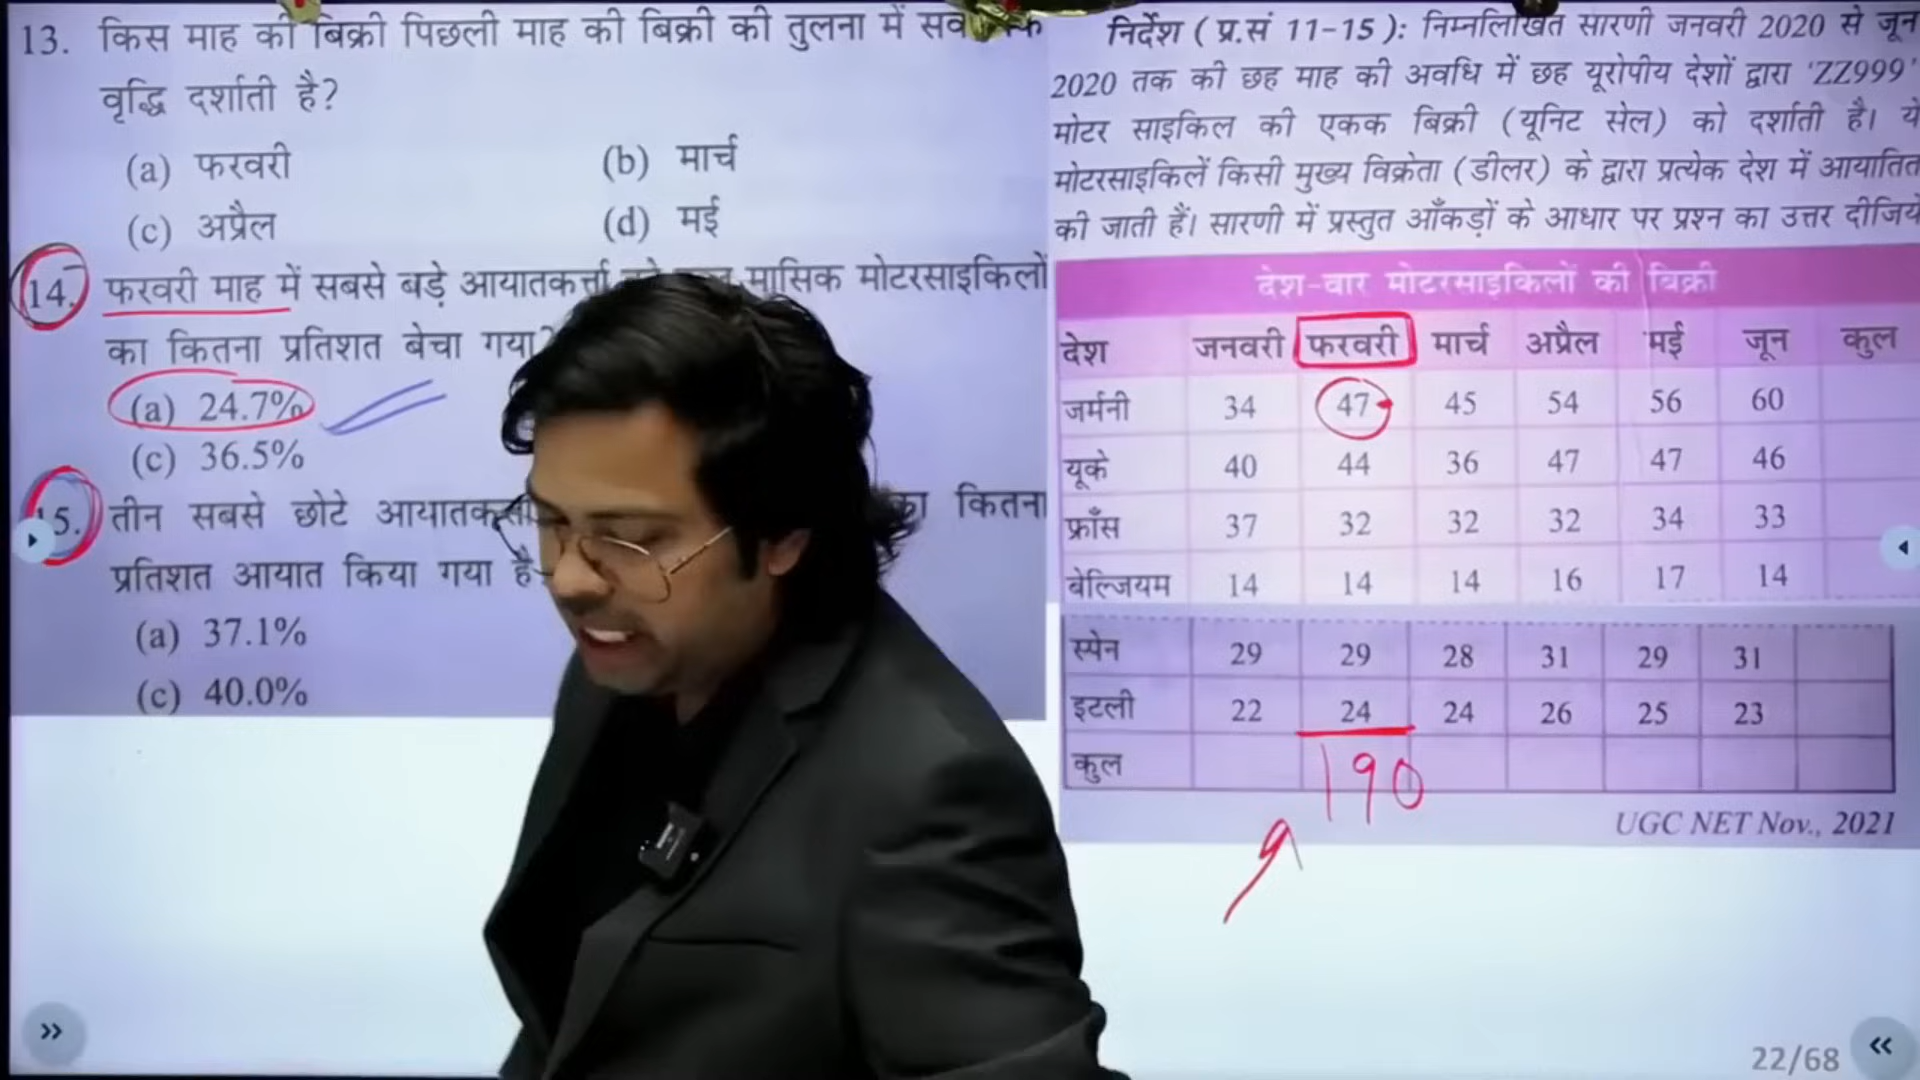 13. किस माह की बिक्री पिछली माह की बिक्री की तुलना में
वृद्धि दर्शाती है?
(a) फरवरी (b) मार्च
(c) अप्रैल (d) मई
14. फरवरी माह में सबसे बड़े आयातकर्त्ता मासिक मोटरसाइकिलों
का कितना प्रतिशत बेचा गया?
(a) 24.7%
(c) 36.5%
15. तीन सबसे छोटे आयातकर्त्ता का कितना
प्रतिशत आयात किया गया है
(a) 37.1%
(c) 40.0%
निर्देश ( प्र.सं 11-15 ): निम्नलिखित सारणी जनवरी 2020 से जून
2020 तक की छह माह की अवधि में छह यूरोपीय देशों द्वारा 'ZZ999'
मोटर साइकिल की एकक बिक्री (यूनिट सेल) को दर्शाती है। ये
मोटरसाइकिलें किसी मुख्य विक्रेता (डीलर) के द्वारा प्रत्येक देश में आयातित
की जाती हैं। सारणी में प्रस्तुत आँकड़ों के आधार पर प्रश्न का उत्तर दीजिये
देश-वार मोटरसाइकिलों की बिक्री
देश जनवरी फरवरी मार्च अप्रैल मई जून कुल
जर्मनी 34 47 45 54 56 60
यूके 40 44 36 47 47 46
फ्राँस 37 32 32 32 34 33
बेल्जियम 14 14 14 16 17 14
स्पेन 29 29 28 31 29 31
इटली 22 24 24 26 25 23
कुल 190
UGC NET Nov., 2021
22/68